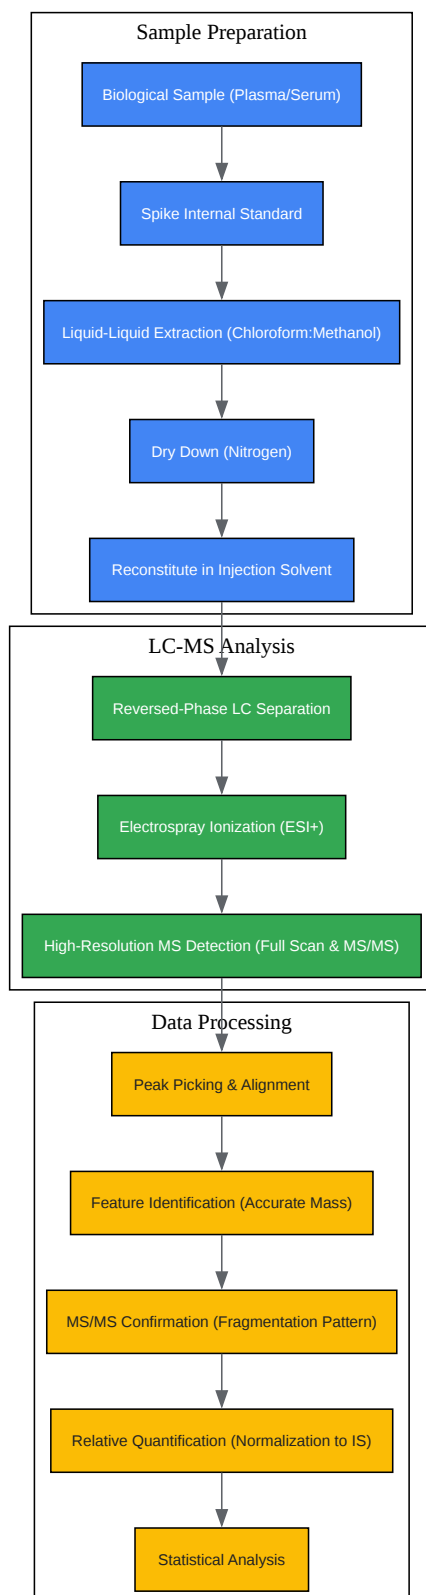 Sample Preparation
Biological Sample (Plasma/Serum)
Spike Internal Standard
Liquid-Liquid Extraction (Chloroform:Methanol)
Dry Down (Nitrogen)
Reconstitute in Injection Solvent
LC-MS Analysis
Reversed-Phase LC Separation
Electrospray Ionization (ESI+)
High-Resolution MS Detection (Full Scan & MS/MS)
Data Processing
Peak Picking & Alignment
Feature Identification (Accurate Mass)
MS/MS Confirmation (Fragmentation Pattern)
Relative Quantification (Normalization to IS)
Statistical Analysis